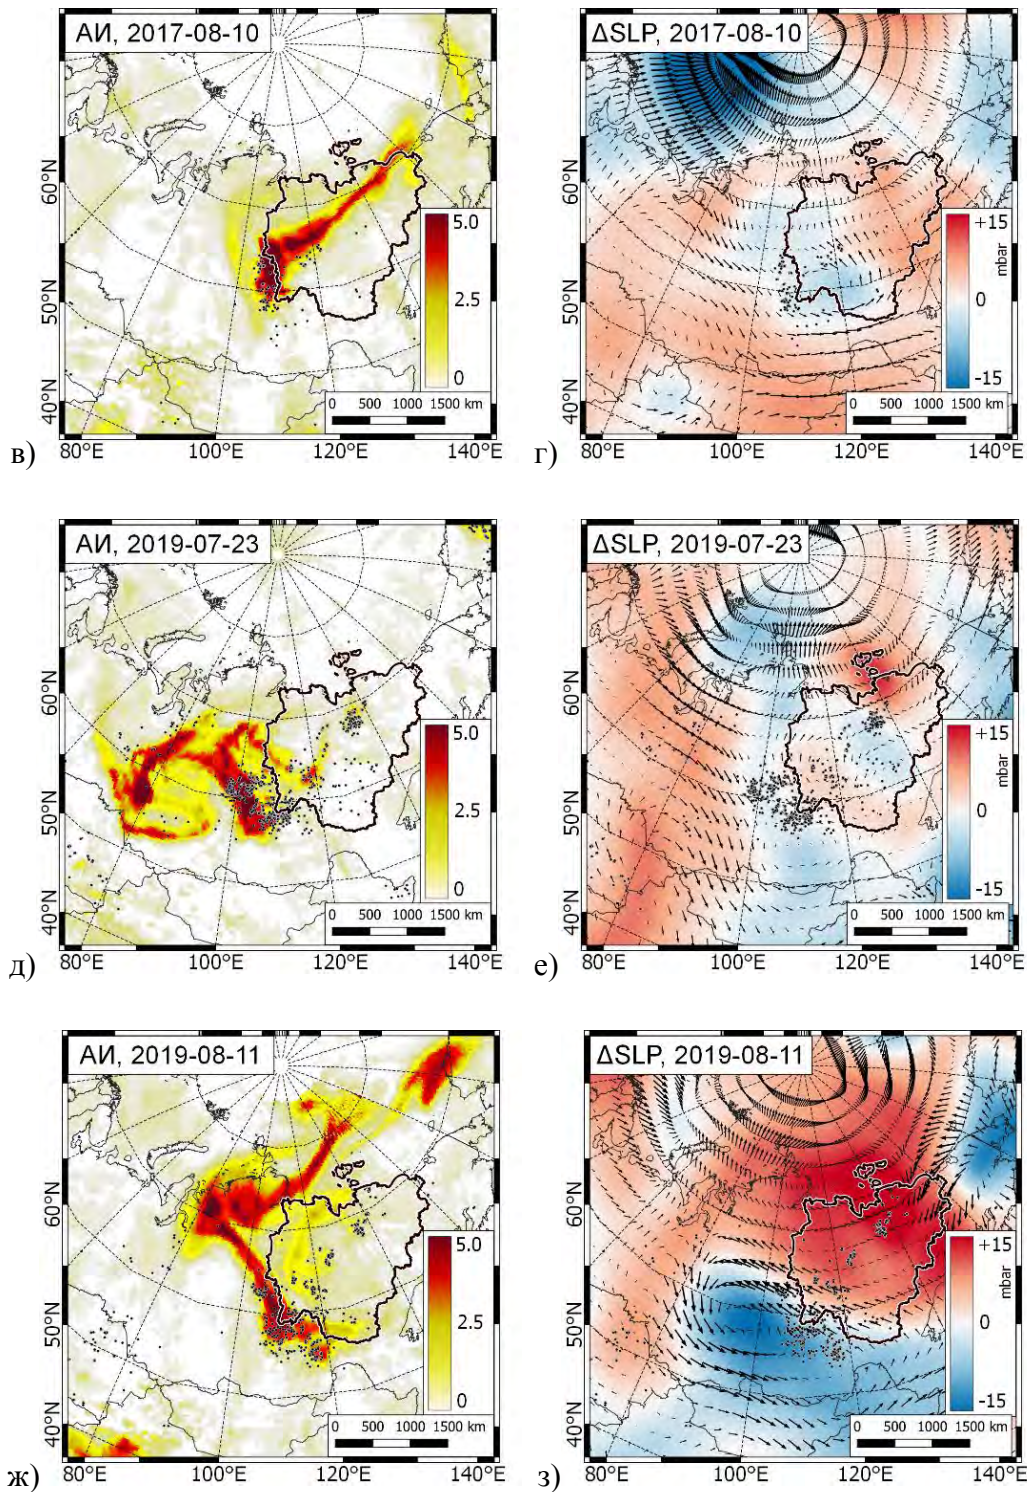 АИ, 2017-08-10
60°N
50°N
40°N
5.0
2.5
0
0 500 1000 1500 km
80°E 100°E 120°E 140°E
в)
ΔSLP, 2017-08-10
60°N
50°N
40°N
+15
mbar
0
-15
0 500 1000 1500 km
80°E 100°E 120°E 140°E
г)
АИ, 2019-07-23
60°N
50°N
40°N
5.0
2.5
0
0 500 1000 1500 km
80°E 100°E 120°E 140°E
д)
ΔSLP, 2019-07-23
60°N
50°N
40°N
+15
mbar
0
-15
0 500 1000 1500 km
80°E 100°E 120°E 140°E
е)
АИ, 2019-08-11
60°N
50°N
40°N
5.0
2.5
0
0 500 1000 1500 km
80°E 100°E 120°E 140°E
ж)
ΔSLP, 2019-08-11
60°N
50°N
40°N
+15
mbar
0
-15
0 500 1000 1500 km
80°E 100°E 120°E 140°E
з)